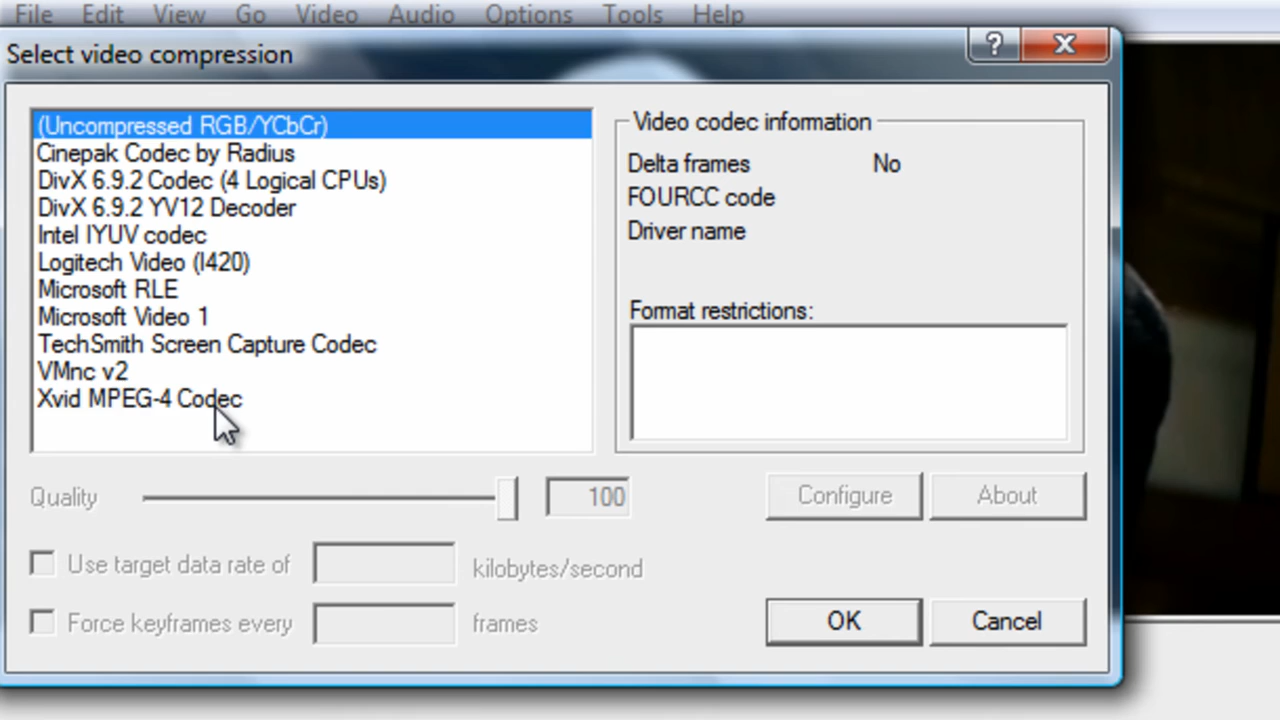 File Edit View Go Video Audio Options Tools Help
Select video compression
?
(Uncompressed RGB/YCbCr)
Cinepak Codec by Radius
DivX 6.9.2 Codec (4 Logical CPUs)
DivX 6.9.2 YV12 Decoder
Intel IYUV codec
Logitech Video (I420)
Microsoft RLE
Microsoft Video 1
TechSmith Screen Capture Codec
VMnc v2
Xvid MPEG-4 Codec
Video codec information
Delta frames No
FOURCC code
Driver name
Format restrictions:
Quality 100
Configure About
Use target data rate of kilobytes/second
Force keyframes every frames
OK Cancel